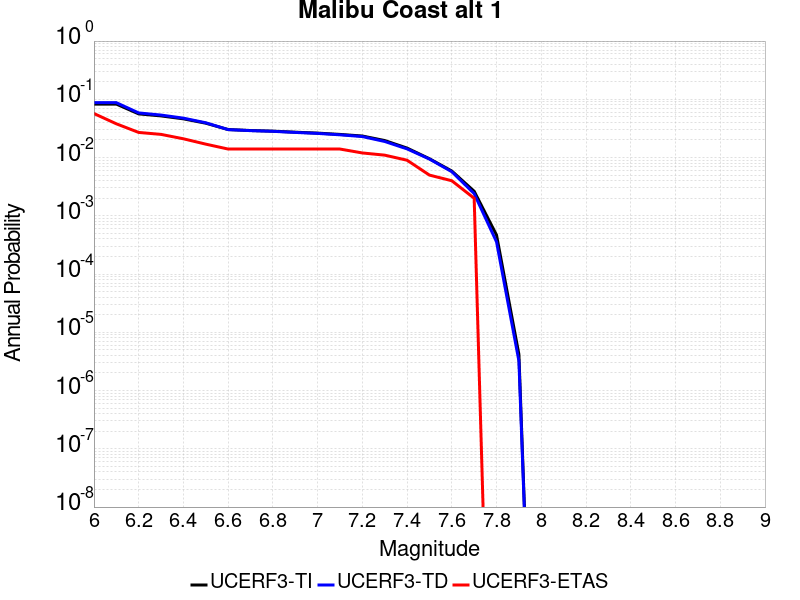 Malibu Coast alt 1
10^0
10^-1
10^-2
10^-3
10^-4
10^-5
10^-6
10^-7
10^-8
Annual Probability
6 6.2 6.4 6.6 6.8 7 7.2 7.4 7.6 7.8 8 8.2 8.4 8.6 8.8 9
Magnitude
UCERF3-TI UCERF3-TD UCERF3-ETAS